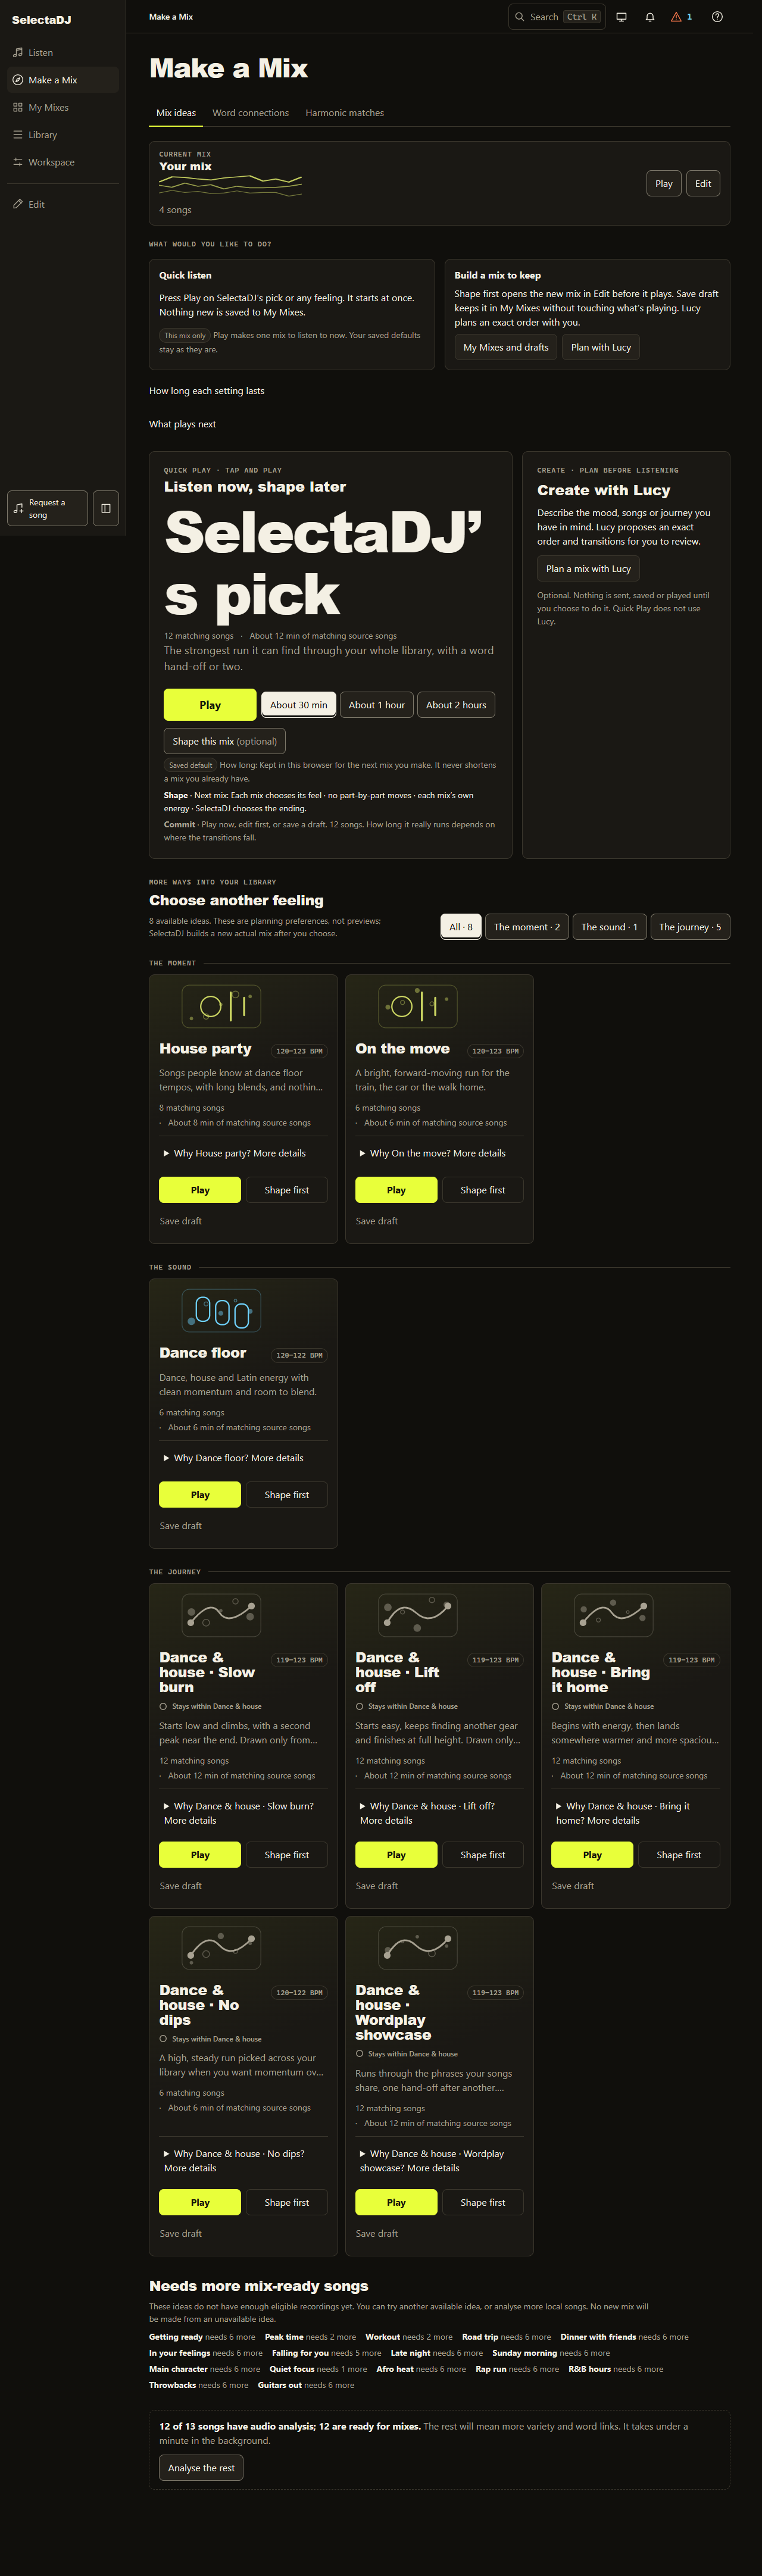 SelectaDJ
Listen
Make a Mix
My Mixes
Library
Workspace
Edit
Request a
song
Make a Mix
Search Ctrl K
1
Make a Mix
Mix ideas Word connections Harmonic matches
CURRENT MIX
Your mix
4 songs
Play Edit
WHAT WOULD YOU LIKE TO DO?
Quick listen
Press Play on SelectaDJ's pick or any feeling. It starts at once.
Nothing new is saved to My Mixes.
This mix only Play makes one mix to listen to now. Your saved defaults
stay as they are.
Build a mix to keep
Shape first opens the new mix in Edit before it plays. Save draft
keeps it in My Mixes without touching what's playing. Lucy
plans an exact order with you.
My Mixes and drafts Plan with Lucy
How long each setting lasts
What plays next
QUICK PLAY · TAP AND PLAY
Listen now, shape later
SelectaDJ’
s pick
12 matching songs · About 12 min of matching source songs
The strongest run it can find through your whole library, with a word
hand-off or two.
Play About 30 min About 1 hour About 2 hours
Shape this mix (optional)
Saved default How long: Kept in this browser for the next mix you make. It never shortens
a mix you already have.
Shape · Next mix: Each mix chooses its feel · no part-by-part moves · each mix's own
energy · SelectaDJ chooses the ending.
Commit · Play now, edit first, or save a draft. 12 songs. How long it really runs depends on
where the transitions fall.
CREATE · PLAN BEFORE LISTENING
Create with Lucy
Describe the mood, songs or journey you
have in mind. Lucy proposes an exact
order and transitions for you to review.
Plan a mix with Lucy
Optional. Nothing is sent, saved or played until
you choose to do it. Quick Play does not use
Lucy.
MORE WAYS INTO YOUR LIBRARY
Choose another feeling
8 available ideas. These are planning preferences, not previews;
SelectaDJ builds a new actual mix after you choose.
All · 8 The moment · 2 The sound · 1 The journey · 5
THE MOMENT
House party 120–123 BPM
Songs people know at dance floor
tempos, with long blends, and nothin...
8 matching songs
· About 8 min of matching source songs
▶ Why House party? More details
Play Shape first
Save draft
On the move 120–123 BPM
A bright, forward-moving run for the
train, the car or the walk home.
6 matching songs
· About 6 min of matching source songs
▶ Why On the move? More details
Play Shape first
Save draft
THE SOUND
Dance floor 120–122 BPM
Dance, house and Latin energy with
clean momentum and room to blend.
6 matching songs
· About 6 min of matching source songs
▶ Why Dance floor? More details
Play Shape first
Save draft
THE JOURNEY
Dance & 119–123 BPM
house · Slow
burn
Stays within Dance & house
Starts low and climbs, with a second
peak near the end. Drawn only from...
12 matching songs
· About 12 min of matching source songs
▶ Why Dance & house · Slow burn?
More details
Play Shape first
Save draft
Dance & 119–123 BPM
house · Lift
off
Stays within Dance & house
Starts easy, keeps finding another gear
and finishes at full height. Drawn only...
12 matching songs
· About 12 min of matching source songs
▶ Why Dance & house · Lift off?
More details
Play Shape first
Save draft
Dance & 119–123 BPM
house · Bring
it home
Stays within Dance & house
Begins with energy, then lands
somewhere warmer and more spaciou...
12 matching songs
· About 12 min of matching source songs
▶ Why Dance & house · Bring it
home? More details
Play Shape first
Save draft
Dance & 120–122 BPM
house · No
dips
Stays within Dance & house
A high, steady run picked across your
library when you want momentum ov...
6 matching songs
· About 6 min of matching source songs
▶ Why Dance & house · No dips?
More details
Play Shape first
Save draft
Dance & 119–123 BPM
house ·
Wordplay
showcase
Stays within Dance & house
Runs through the phrases your songs
share, one hand-off after another....
12 matching songs
· About 12 min of matching source songs
▶ Why Dance & house · Wordplay
showcase? More details
Play Shape first
Save draft
Needs more mix-ready songs
These ideas do not have enough eligible recordings yet. You can try another available idea, or analyse more local songs. No new mix will
be made from an unavailable idea.
Getting ready needs 6 more Peak time needs 2 more Workout needs 2 more Road trip needs 6 more Dinner with friends needs 6 more
In your feelings needs 6 more Falling for you needs 5 more Late night needs 6 more Sunday morning needs 6 more
Main character needs 6 more Quiet focus needs 1 more Afro heat needs 6 more Rap run needs 6 more R&B hours needs 6 more
Throwbacks needs 6 more Guitars out needs 6 more
12 of 13 songs have audio analysis; 12 are ready for mixes. The rest will mean more variety and word links. It takes under a
minute in the background.
Analyse the rest